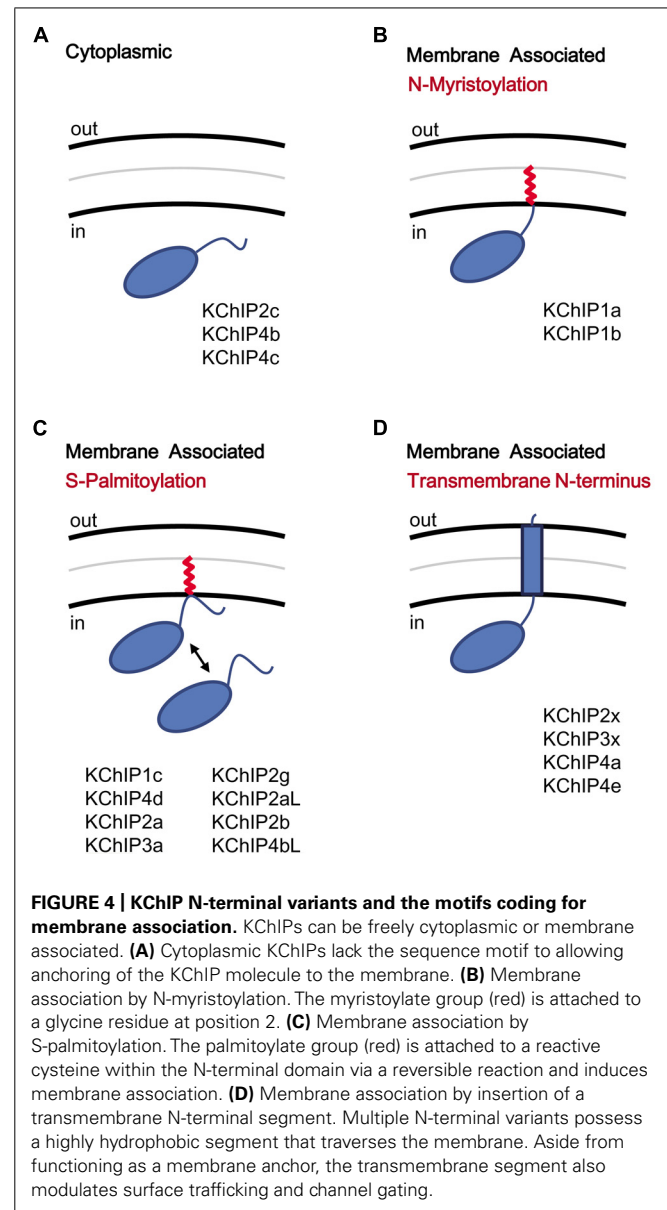 A
Cytoplasmic
out
in
KChIP2c
KChIP4b
KChIP4c
B
Membrane Associated
N-Myristoylation
out
in
KChIP1a
KChIP1b
C
Membrane Associated
S-Palmitoylation
out
in
KChIP1c
KChIP4d
KChIP2a
KChIP3a
KChIP2g
KChIP2aL
KChIP2b
KChIP4bL
D
Membrane Associated
Transmembrane N-terminus
out
in
KChIP2x
KChIP3x
KChIP4a
KChIP4e
FIGURE 4 | KChIP N-terminal variants and the motifs coding for
membrane association. KChIPs can be freely cytoplasmic or membrane
associated. (A) Cytoplasmic KChIPs lack the sequence motif to allowing
anchoring of the KChIP molecule to the membrane. (B) Membrane
association by N-myristoylation. The myristoylate group (red) is attached to
a glycine residue at position 2. (C) Membrane association by
S-palmitoylation. The palmitoylate group (red) is attached to a reactive
cysteine within the N-terminal domain via a reversible reaction and induces
membrane association. (D) Membrane association by insertion of a
transmembrane N-terminal segment. Multiple N-terminal variants possess
a highly hydrophobic segment that traverses the membrane. Aside from
functioning as a membrane anchor, the transmembrane segment also
modulates surface trafficking and channel gating.